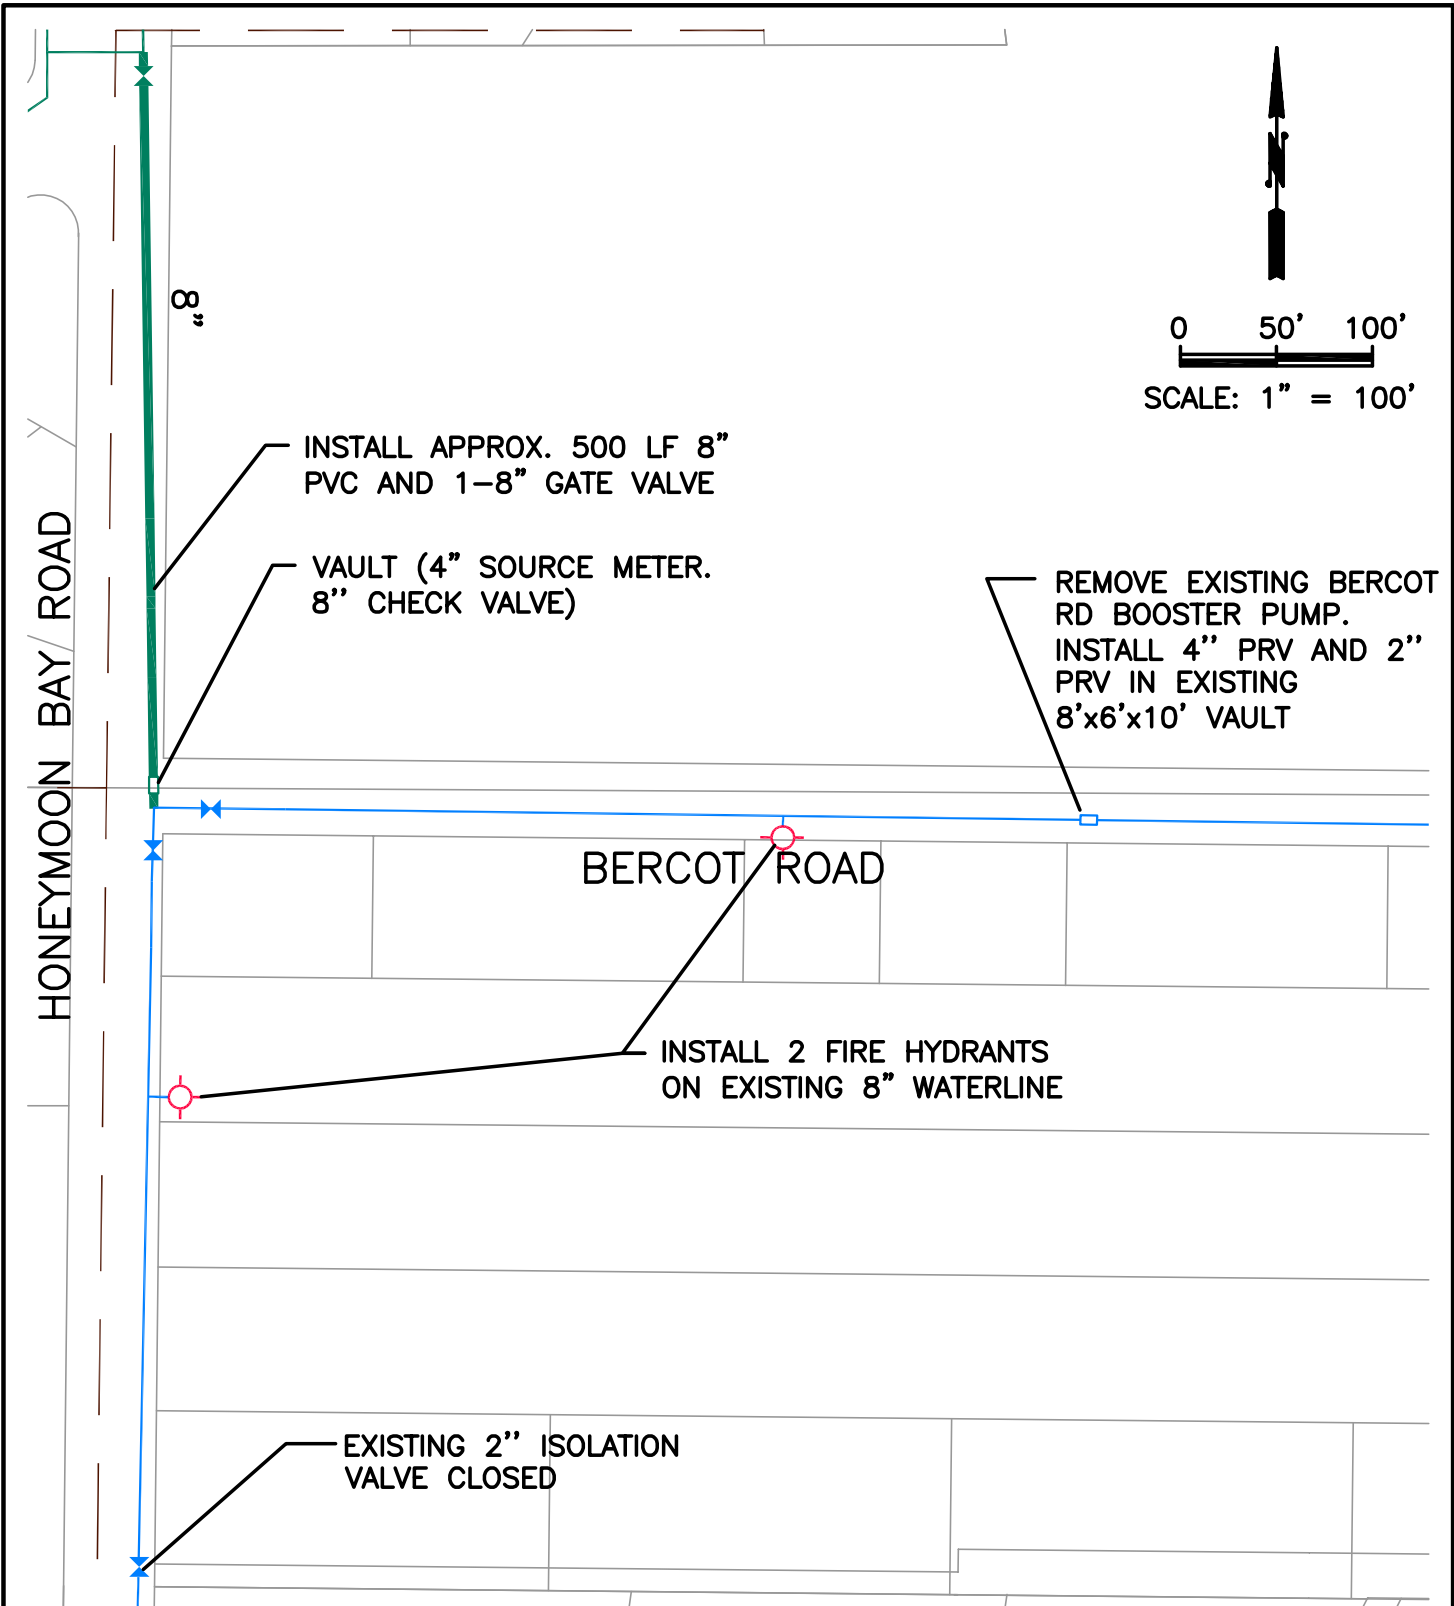 N
0 50' 100'
SCALE: 1" = 100'
8"
INSTALL APPROX. 500 LF 8"
PVC AND 1-8" GATE VALVE
VAULT (4" SOURCE METER.
8'' CHECK VALVE)
REMOVE EXISTING BERCOT
RD BOOSTER PUMP.
INSTALL 4'' PRV AND 2''
PRV IN EXISTING
8'x6'x10' VAULT
HONEYMOON BAY ROAD
BERCOT ROAD
INSTALL 2 FIRE HYDRANTS
ON EXISTING 8" WATERLINE
EXISTING 2'' ISOLATION
VALVE CLOSED